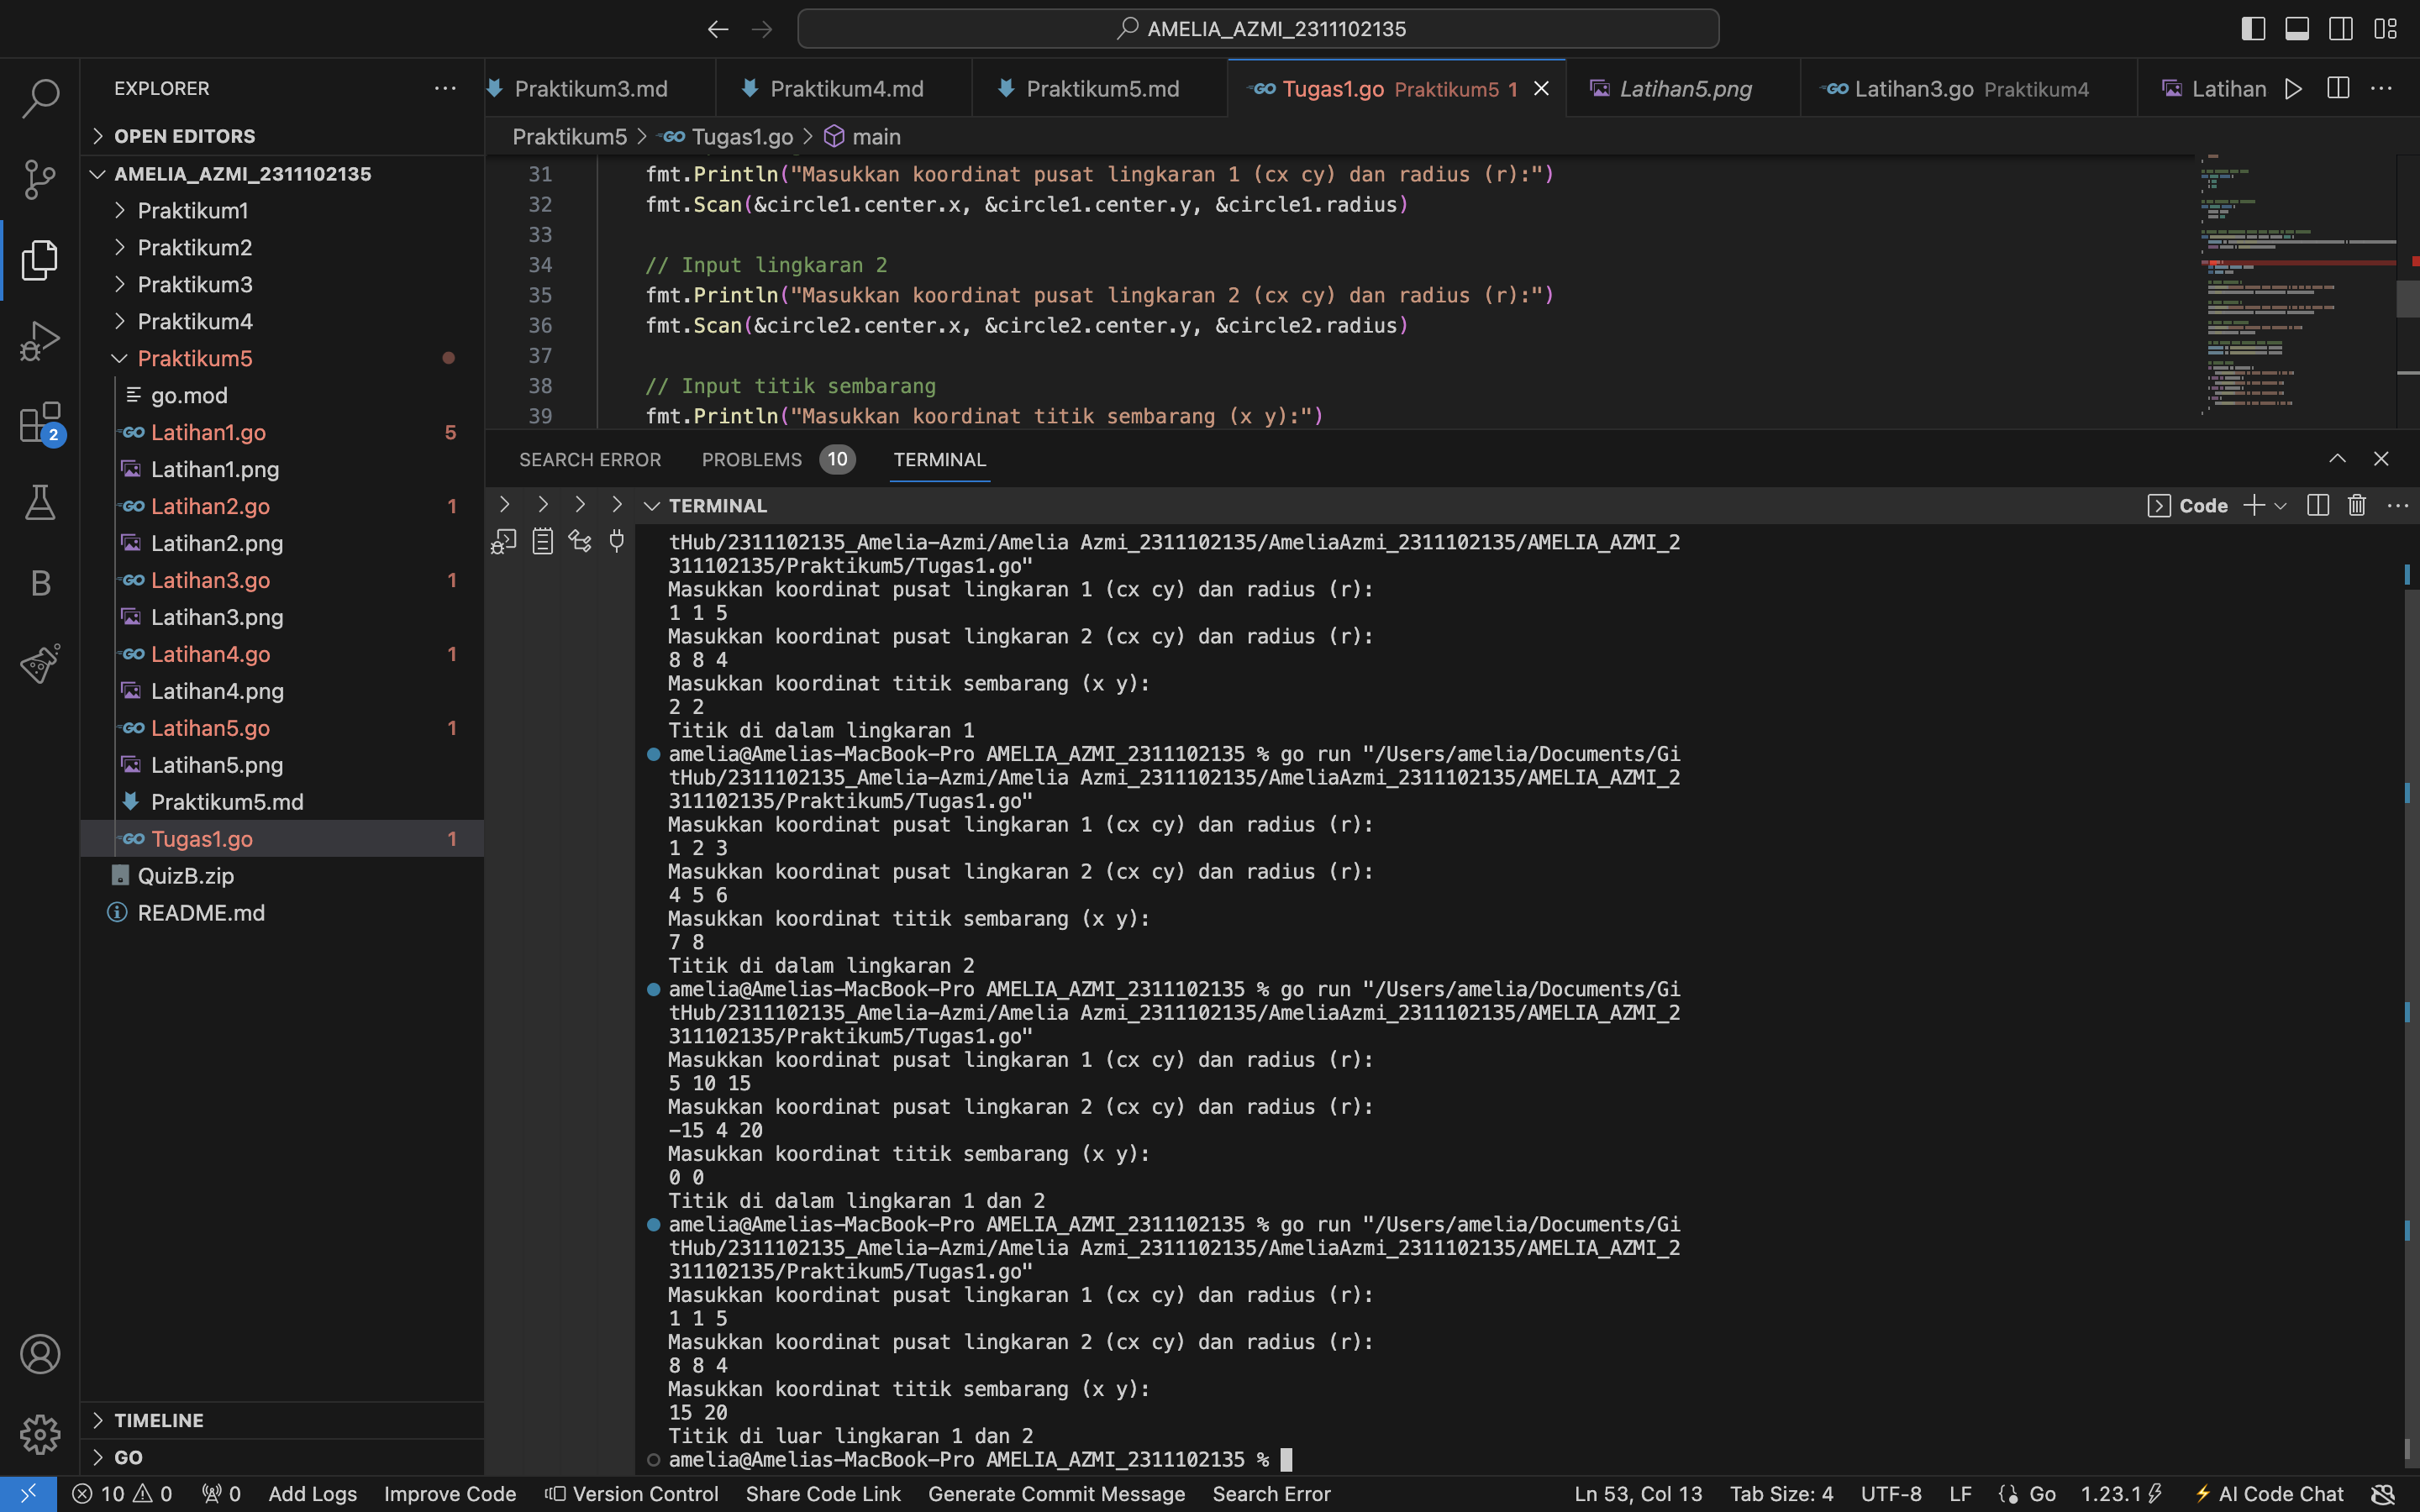 AMELIA_AZMI_2311102135
EXPLORER
OPEN EDITORS
AMELIA_AZMI_2311102135
Praktikum1
Praktikum2
Praktikum3
Praktikum4
Praktikum5
go.mod
Latihan1.go 5
Latihan1.png
Latihan2.go 1
Latihan2.png
Latihan3.go 1
Latihan3.png
Latihan4.go 1
Latihan4.png
Latihan5.go 1
Latihan5.png
Praktikum5.md
Tugas1.go 1
QuizB.zip
README.md
TIMELINE
GO
2
B
Praktikum3.md Praktikum4.md Praktikum5.md GO Tugas1.go Praktikum5 1 Latihan5.png GO Latihan3.go Praktikum4 Latihan
Praktikum5 > GO Tugas1.go > main
31 fmt.Println("Masukkan koordinat pusat lingkaran 1 (cx cy) dan radius (r):")
32 fmt.Scan(&circle1.center.x, &circle1.center.y, &circle1.radius)
33
34 // Input lingkaran 2
35 fmt.Println("Masukkan koordinat pusat lingkaran 2 (cx cy) dan radius (r):")
36 fmt.Scan(&circle2.center.x, &circle2.center.y, &circle2.radius)
37
38 // Input titik sembarang
39 fmt.Println("Masukkan koordinat titik sembarang (x y):")
SEARCH ERROR PROBLEMS 10 TERMINAL
TERMINAL Code
tHub/2311102135_Amelia-Azmi/Amelia Azmi_2311102135/AmeliaAzmi_2311102135/AMELIA_AZMI_2
311102135/Praktikum5/Tugas1.go"
Masukkan koordinat pusat lingkaran 1 (cx cy) dan radius (r):
1 1 5
Masukkan koordinat pusat lingkaran 2 (cx cy) dan radius (r):
8 8 4
Masukkan koordinat titik sembarang (x y):
2 2
Titik di dalam lingkaran 1
amelia@Amelias-MacBook-Pro AMELIA_AZMI_2311102135 % go run "/Users/amelia/Documents/Gi
tHub/2311102135_Amelia-Azmi/Amelia Azmi_2311102135/AmeliaAzmi_2311102135/AMELIA_AZMI_2
311102135/Praktikum5/Tugas1.go"
Masukkan koordinat pusat lingkaran 1 (cx cy) dan radius (r):
1 2 3
Masukkan koordinat pusat lingkaran 2 (cx cy) dan radius (r):
4 5 6
Masukkan koordinat titik sembarang (x y):
7 8
Titik di dalam lingkaran 2
amelia@Amelias-MacBook-Pro AMELIA_AZMI_2311102135 % go run "/Users/amelia/Documents/Gi
tHub/2311102135_Amelia-Azmi/Amelia Azmi_2311102135/AmeliaAzmi_2311102135/AMELIA_AZMI_2
311102135/Praktikum5/Tugas1.go"
Masukkan koordinat pusat lingkaran 1 (cx cy) dan radius (r):
5 10 15
Masukkan koordinat pusat lingkaran 2 (cx cy) dan radius (r):
-15 4 20
Masukkan koordinat titik sembarang (x y):
0 0
Titik di dalam lingkaran 1 dan 2
amelia@Amelias-MacBook-Pro AMELIA_AZMI_2311102135 % go run "/Users/amelia/Documents/Gi
tHub/2311102135_Amelia-Azmi/Amelia Azmi_2311102135/AmeliaAzmi_2311102135/AMELIA_AZMI_2
311102135/Praktikum5/Tugas1.go"
Masukkan koordinat pusat lingkaran 1 (cx cy) dan radius (r):
1 1 5
Masukkan koordinat pusat lingkaran 2 (cx cy) dan radius (r):
8 8 4
Masukkan koordinat titik sembarang (x y):
15 20
Titik di luar lingkaran 1 dan 2
amelia@Amelias-MacBook-Pro AMELIA_AZMI_2311102135 %
10 0 0 Add Logs Improve Code Version Control Share Code Link Generate Commit Message Search Error Ln 53, Col 13 Tab Size: 4 UTF-8 LF Go 1.23.1 AI Code Chat